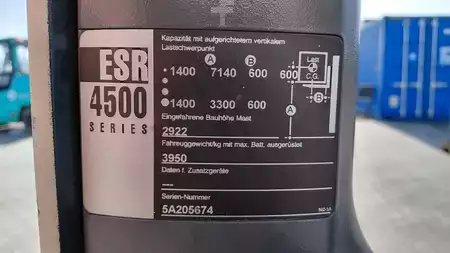 ESR
4500
SERIES
Kapazität mit aufgerichtetem vertikalem
Lastschwerpunkt
A B
1400 7140 600 600
1400 3300 600
Last
C.G.
A B
Eingefahrene Bauhöhe Mast
2922
Fahrzeuggewicht/kg mit max. Batt. ausgerüstet
3950
Daten f. Zusatzgeräte
---
Serien-Nummer
5A205674